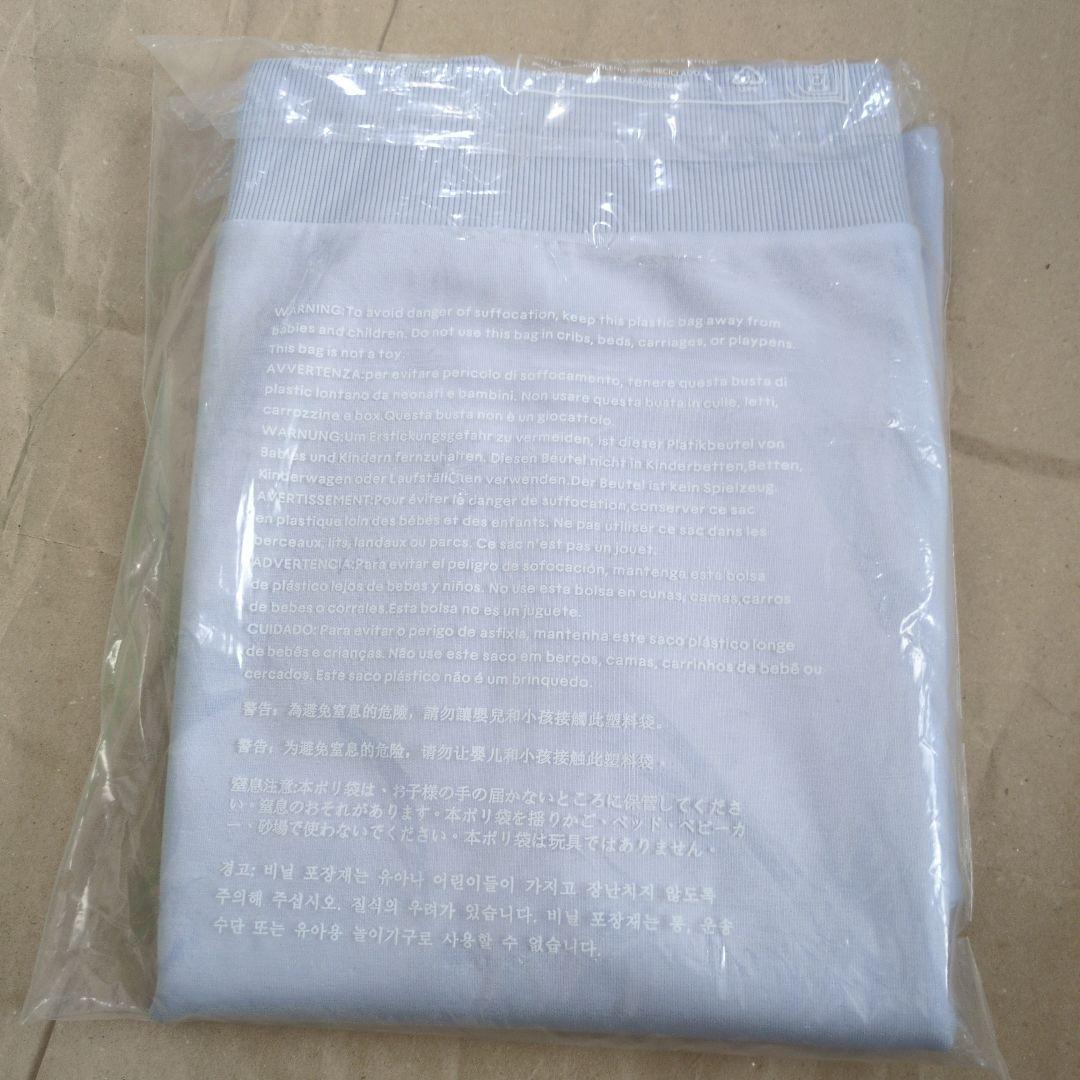 100% RECYCLED
WARNING:To avoid danger of suffocation, keep this plastic bag away from
babies and children. Do not use this bag in cribs, beds, carriages, or playpens.
This bag is not a toy.
AVVERTENZA:per evitare pericolo di soffocamento, tenere questa busta di
plastic lontano da neonati e bambini. Non usare questa busta in culle, letti,
carrozzine e box.Questa busta non è un giocattolo.
WARNUNG:Um Erstickungsgefahr zu vermeiden, ist dieser Platikbeutel von
Babies und Kindern fernzuhalten. Diesen Beutel nicht in Kinderbetten,Betten,
Kinderwagen oder Laufställchen verwenden.Der Beutel ist kein Spielzeug.
AVERTISSEMENT:Pour éviter le danger de suffocation,conserver ce sac
en plastique loin des bébés et des enfants. Ne pas utiliser ce sac dans les
berceaux, lits, landaux ou parcs. Ce sac n'est pas un jouet.
ADVERTENCIA:Para evitar el peligro de sofocación, mantenga esta bolsa
de plástico lejos de bebes y niños. No use esta bolsa en cunas, camas,carros
de bebes o corrales.Esta bolsa no es un juguete.
CUIDADO: Para evitar o perigo de asfixia, mantenha este saco plástico longe
de bebês e crianças. Não use este saco em berços, camas, carrinhos de bebê ou
cercados. Este saco plástico não é um brinquedo.
警告：為避免窒息的危險，請勿讓嬰兒和小孩接觸此塑料袋。
警告：为避免窒息的危险，请勿让婴儿和小孩接触此塑料袋。
窒息注意:本ポリ袋は、お子様の手の届かないところに保管してくださ
い。窒息のおそれがあります。本ポリ袋を揺りかご、ベッド、ベビーカ
ー、砂場で使わないでください。本ポリ袋は玩具ではありません。
경고: 비닐 포장재는 유아나 어린이들이 가지고 장난치지 않도록
주의해 주십시오. 질식의 우려가 있습니다. 비닐 포장재는 통, 운송
수단 또는 유아용 놀이기구로 사용할 수 없습니다.